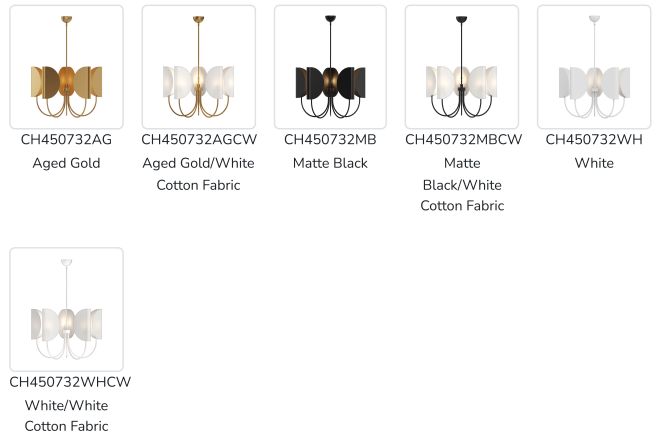 CH450732AG
Aged Gold
CH450732AGCW
Aged Gold/White
Cotton Fabric
CH450732MB
Matte Black
CH450732MBCW
Matte
Black/White
Cotton Fabric
CH450732WH
White
CH450732WHCW
White/White
Cotton Fabric